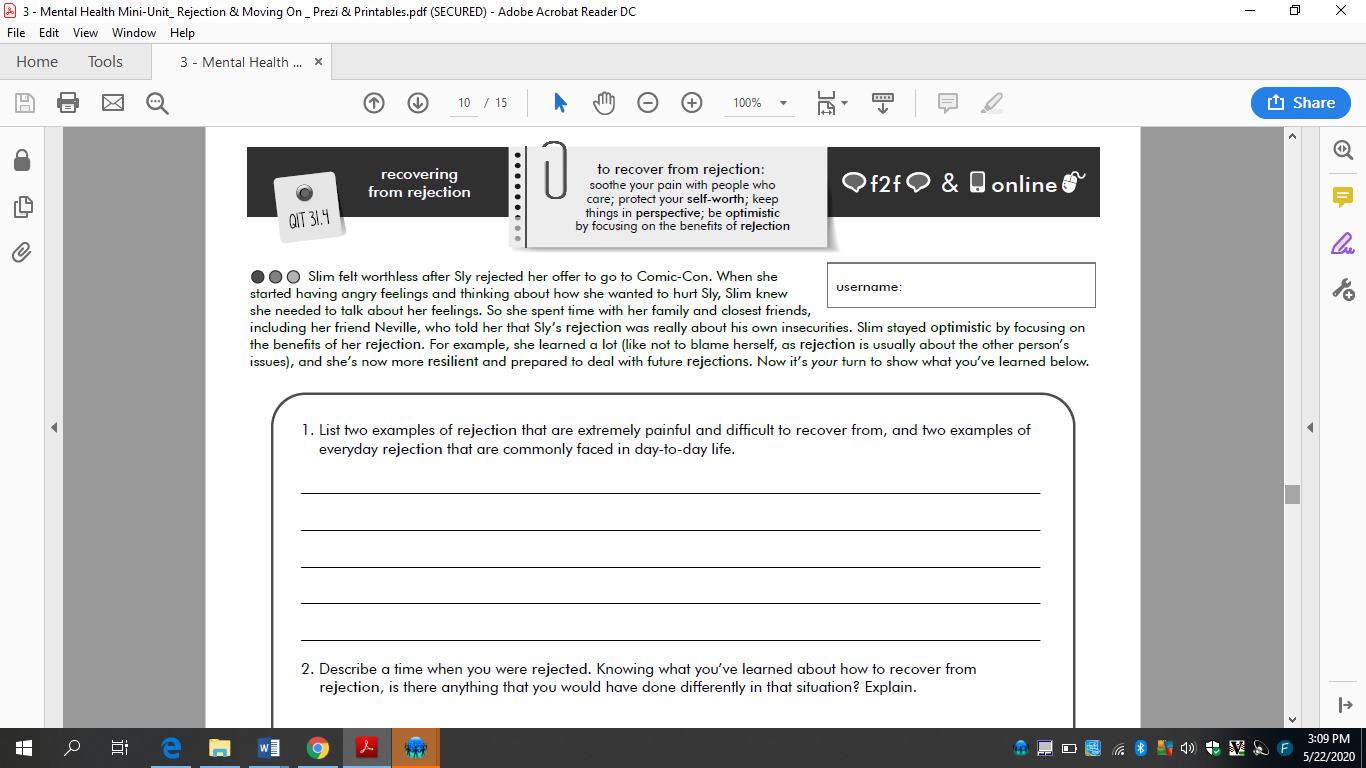 3 - Mental Health Mini-Unit_ Rejection & Moving On _ Prezi & Printables.pdf (SECURED) - Adobe Acrobat Reader DC
File Edit View Window Help
Home Tools 3 - Mental Health ... ×
10 / 15 100% Share
recovering
from rejection
QIT 31.4
to recover from rejection:
soothe your pain with people who
care; protect your self-worth; keep
things in perspective; be optimistic
by focusing on the benefits of rejection
f2f & online
Slim felt worthless after Sly rejected her offer to go to Comic-Con. When she
started having angry feelings and thinking about how she wanted to hurt Sly, Slim knew
she needed to talk about her feelings. So she spent time with her family and closest friends,
including her friend Neville, who told her that Sly's rejection was really about his own insecurities. Slim stayed optimistic by focusing on
the benefits of her rejection. For example, she learned a lot (like not to blame herself, as rejection is usually about the other person's
issues), and she's now more resilient and prepared to deal with future rejections. Now it's your turn to show what you've learned below.
username:
1. List two examples of rejection that are extremely painful and difficult to recover from, and two examples of
everyday rejection that are commonly faced in day-to-day life.
2. Describe a time when you were rejected. Knowing what you've learned about how to recover from
rejection, is there anything that you would have done differently in that situation? Explain.
3:09 PM
5/22/2020